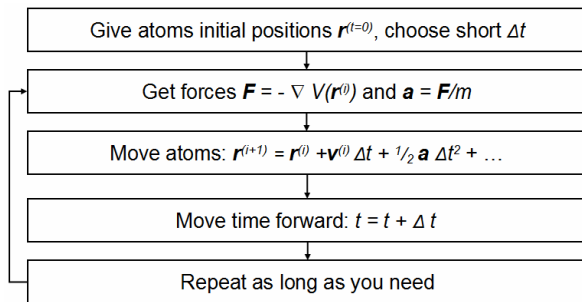 Give atoms initial positions r⁽ᵗ⁼⁰⁾, choose short Δt
Get forces F = - ∇ V(r⁽ⁱ⁾) and a = F/m
Move atoms: r⁽ⁱ⁺¹⁾ = r⁽ⁱ⁾ +v⁽ⁱ⁾ Δt + ¹/₂ a Δt² + ...
Move time forward: t = t + Δ t
Repeat as long as you need